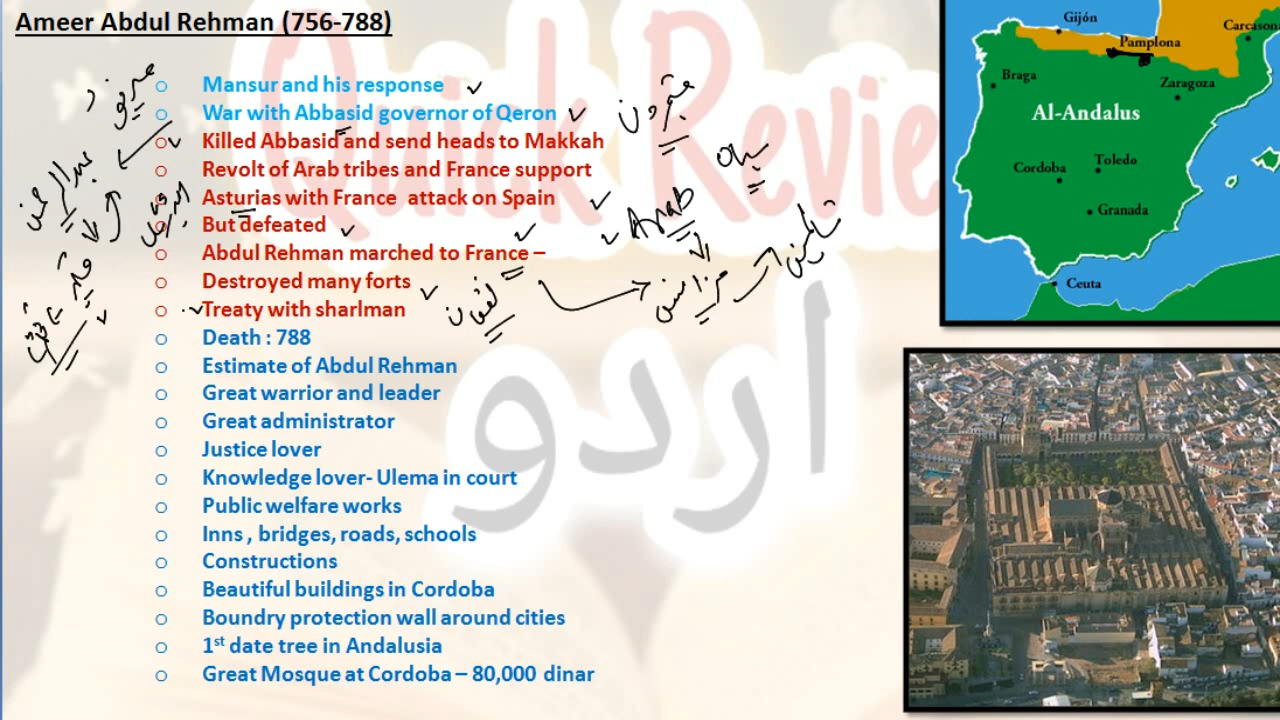 Ameer Abdul Rehman (756-788)
Mansur and his response
War with Abbasid governor of Qeron
Killed Abbasid and send heads to Makkah
Revolt of Arab tribes and France support
Asturias with France attack on Spain
But defeated
Abdul Rehman marched to France –
Destroyed many forts
Treaty with sharlman
Death : 788
Estimate of Abdul Rehman
Great warrior and leader
Great administrator
Justice lover
Knowledge lover- Ulema in court
Public welfare works
Inns , bridges, roads, schools
Constructions
Beautiful buildings in Cordoba
Boundry protection wall around cities
1st date tree in Andalusia
Great Mosque at Cordoba – 80,000 dinar
Arab
Quick Review
اردو
Gijón
Carcason
Pamplona
Braga
Zaragoza
Al-Andalus
Toledo
Cordoba
Granada
Ceuta